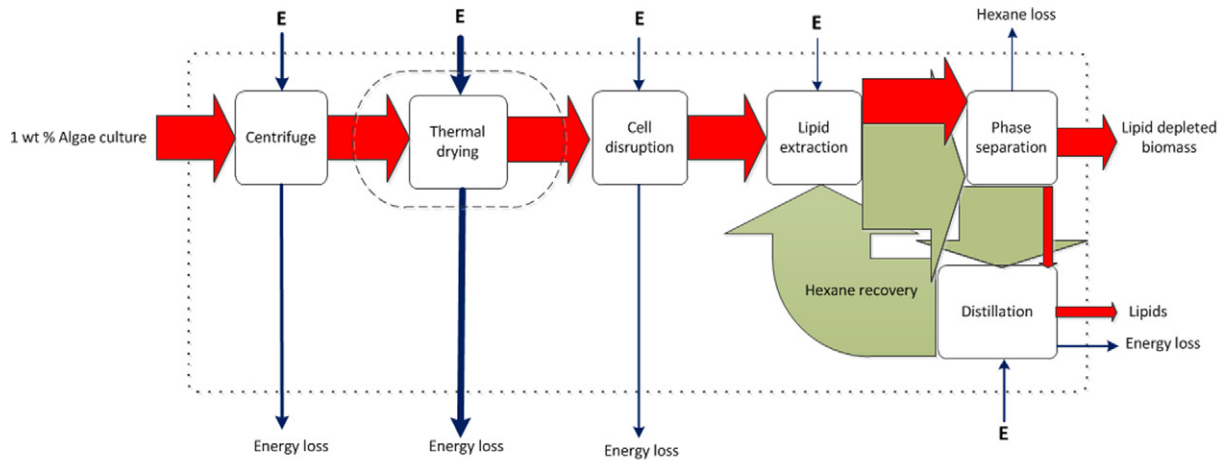 E
E
E
E
Hexane loss
1 wt % Algae culture
Centrifuge
Thermal
drying
Cell
disruption
Lipid
extraction
Phase
separation
Lipid depleted
biomass
Hexane recovery
Distillation
Lipids
Energy loss
E
Energy loss
Energy loss
Energy loss